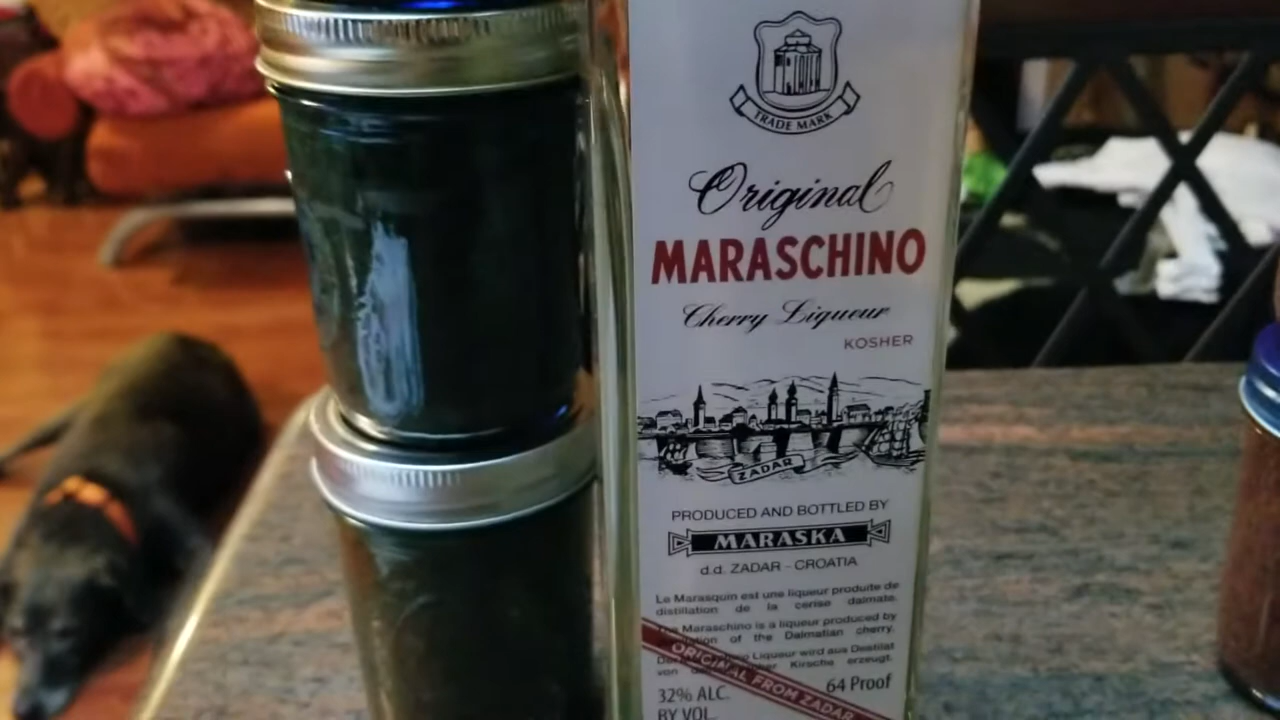 TRADE MARK
Original
MARASCHINO
Cherry Liqueur
KOSHER
ZADAR
PRODUCED AND BOTTLED BY
MARASKA
d.d. ZADAR - CROATIA
Le Marasquin est une liqueur produite de
distillation de la cerise dalmate.
The Maraschino is a liqueur produced by
of the Dalmatian cherry.
Liqueur wird aus Destilat
von Kirsche erzeugt.
ORIGINAL FROM ZADAR
32% ALC. 64 Proof
BY VOL.